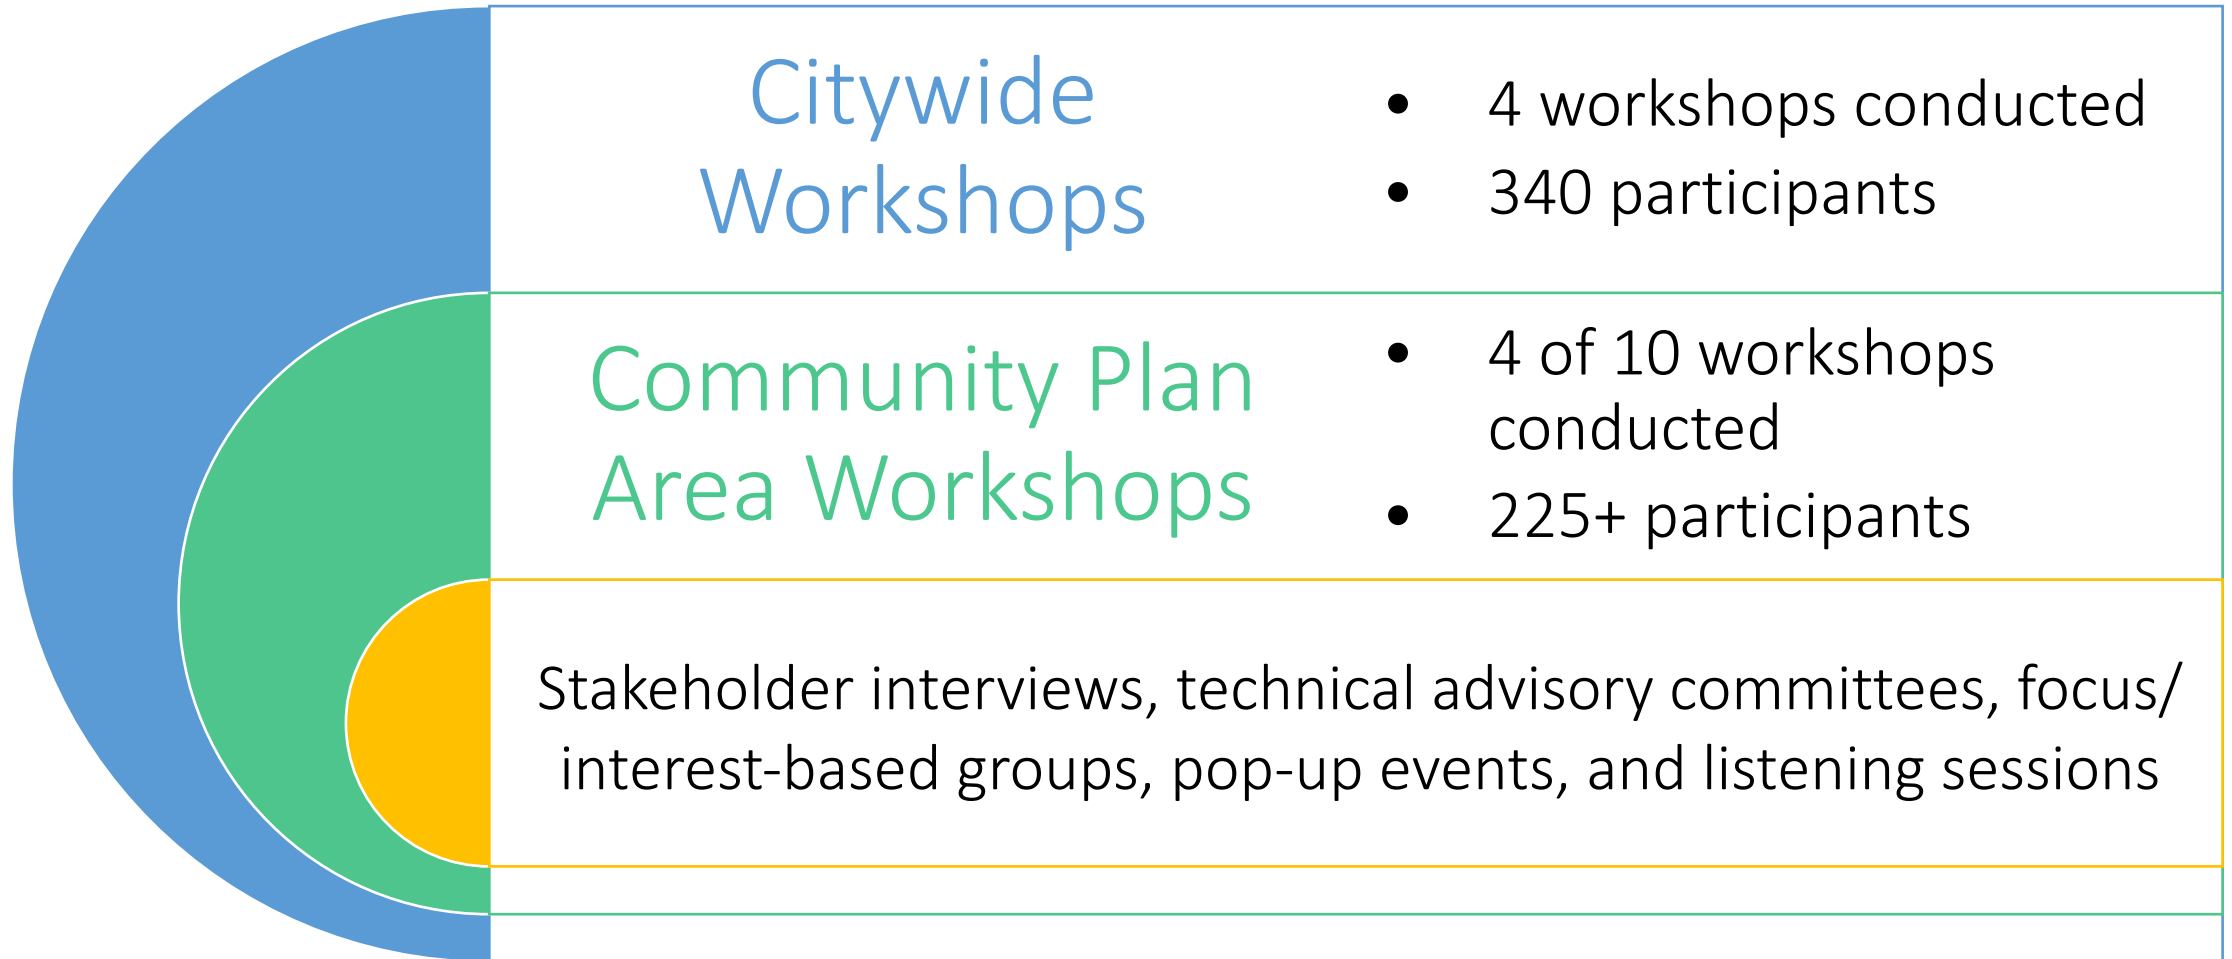 Citywide
Workshops
• 4 workshops conducted
• 340 participants
Community Plan
Area Workshops
• 4 of 10 workshops
conducted
• 225+ participants
Stakeholder interviews, technical advisory committees, focus/
interest-based groups, pop-up events, and listening sessions